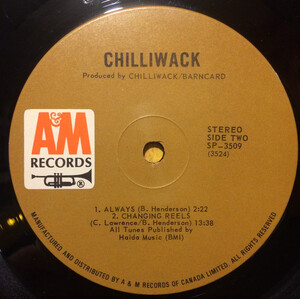 CHILLIWACK
Produced by CHILLIWACK/BARNCARD
A&M
RECORDS
®
STEREO
SIDE TWO
SP-3509
(3524)
1. ALWAYS (B. Henderson) 2:22
2. CHANGING REELS
(C. Lawrence/B. Henderson) 13:38
All Tunes Published by
Haida Music (BMI)
MANUFACTURED AND DISTRIBUTED BY A & M RECORDS OF CANADA LIMITED. ALL RIGHTS RESERVED.